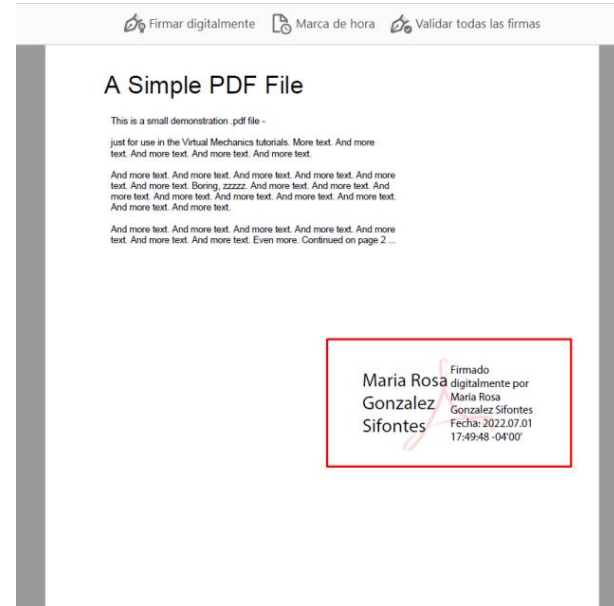 Firmar digitalmente Marca de hora Validar todas las firmas
A Simple PDF File
This is a small demonstration .pdf file -
just for use in the Virtual Mechanics tutorials. More text. And more
text. And more text. And more text. And more text.
And more text. And more text. And more text. And more text. And more
text. And more text. Boring, zzzzz. And more text. And more text. And
more text. And more text. And more text. And more text. And more text.
And more text. And more text.
And more text. And more text. And more text. And more text. And more
text. And more text. And more text. Even more. Continued on page 2 ...
Maria Rosa
Gonzalez
Sifontes
Firmado
digitalmente por
Maria Rosa
Gonzalez Sifontes
Fecha: 2022.07.01
17:49:48 -04'00'